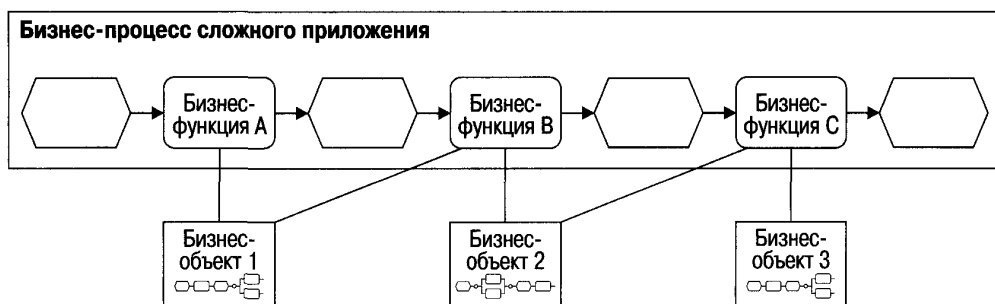 Бизнес-процесс сложного приложения
Бизнес-
функция A
Бизнес-
функция B
Бизнес-
функция C
Бизнес-
объект 1
Бизнес-
объект 2
Бизнес-
объект 3